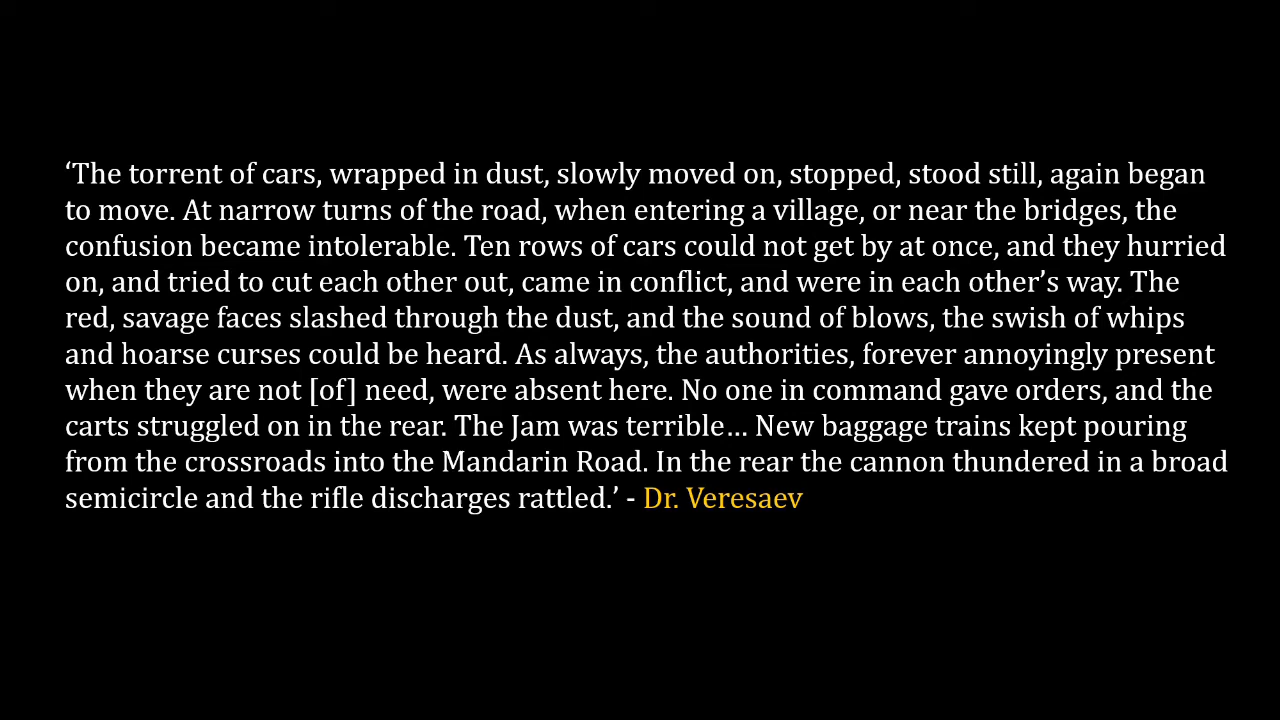 ‘The torrent of cars, wrapped in dust, slowly moved on, stopped, stood still, again began
to move. At narrow turns of the road, when entering a village, or near the bridges, the
confusion became intolerable. Ten rows of cars could not get by at once, and they hurried
on, and tried to cut each other out, came in conflict, and were in each other’s way. The
red, savage faces slashed through the dust, and the sound of blows, the swish of whips
and hoarse curses could be heard. As always, the authorities, forever annoyingly present
when they are not [of] need, were absent here. No one in command gave orders, and the
carts struggled on in the rear. The Jam was terrible… New baggage trains kept pouring
from the crossroads into the Mandarin Road. In the rear the cannon thundered in a broad
semicircle and the rifle discharges rattled.’ - Dr. Veresaev